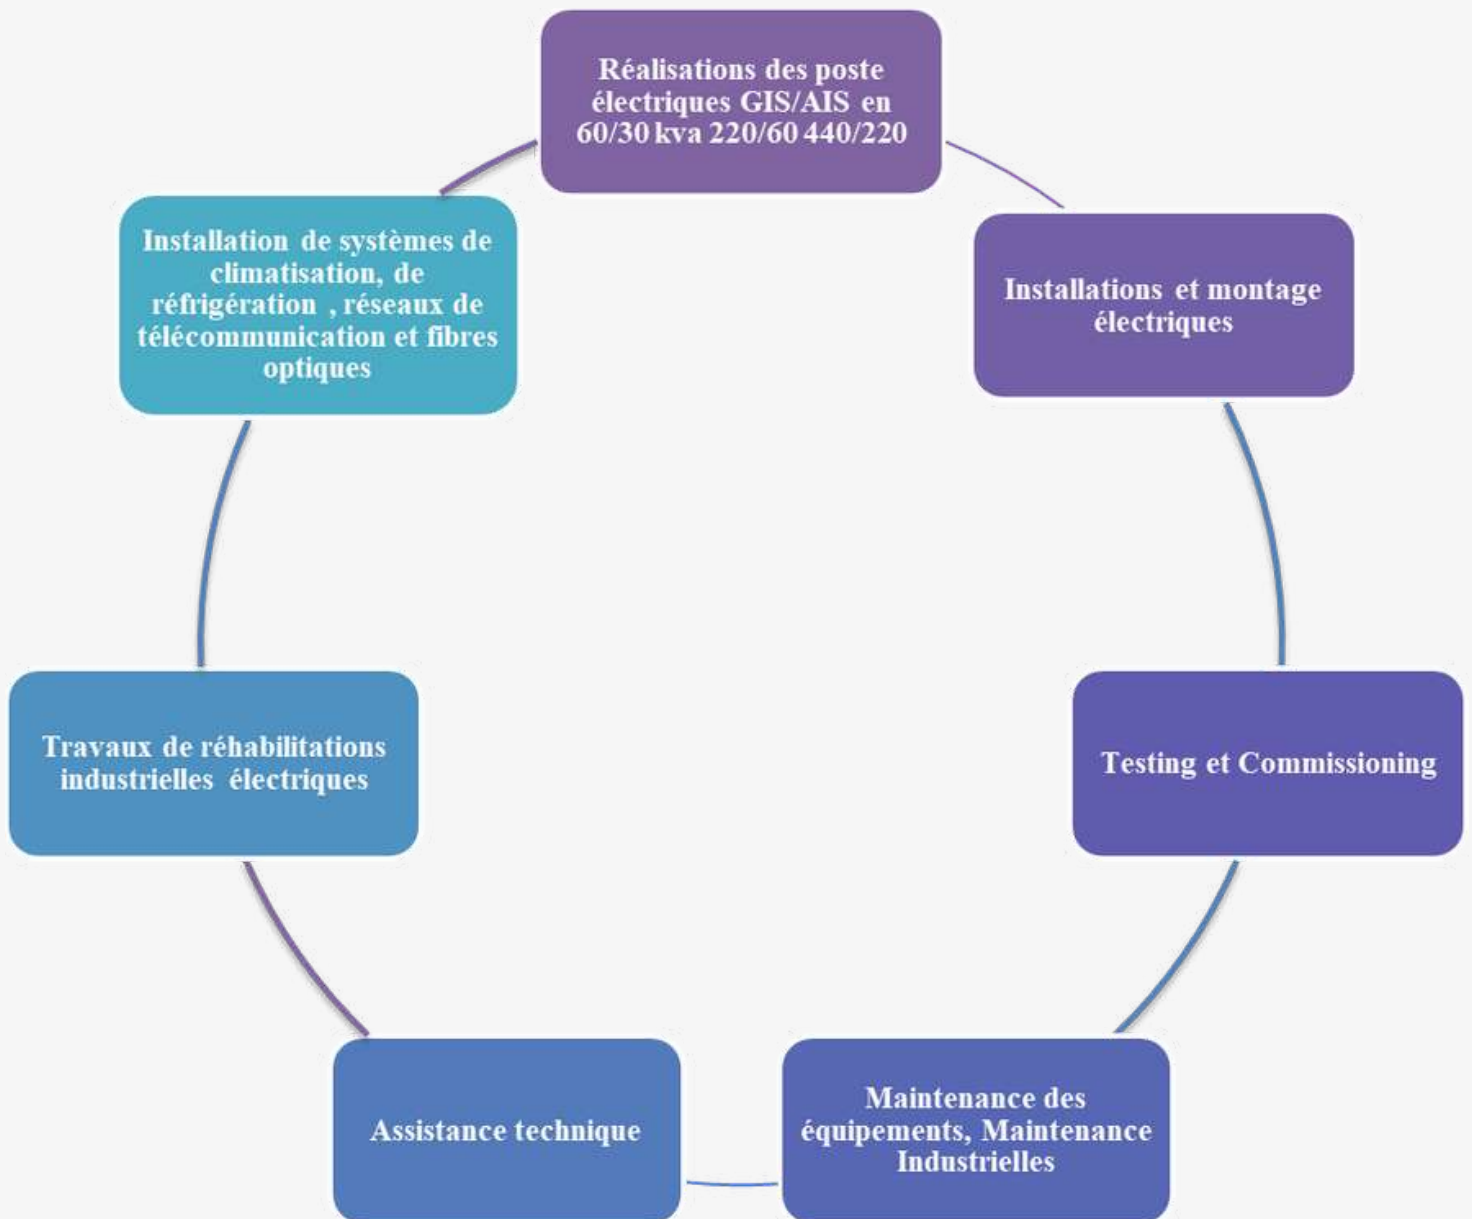 Réalisations des poste
électriques GIS/AIS en
60/30 kva 220/60 440/220
Installations et montage
électriques
Testing et Commissioning
Maintenance des
équipements, Maintenance
Industrielles
Assistance technique
Travaux de réhabilitations
industrielles électriques
Installation de systèmes de
climatisation, de
réfrigération , réseaux de
télécommunication et fibres
optiques